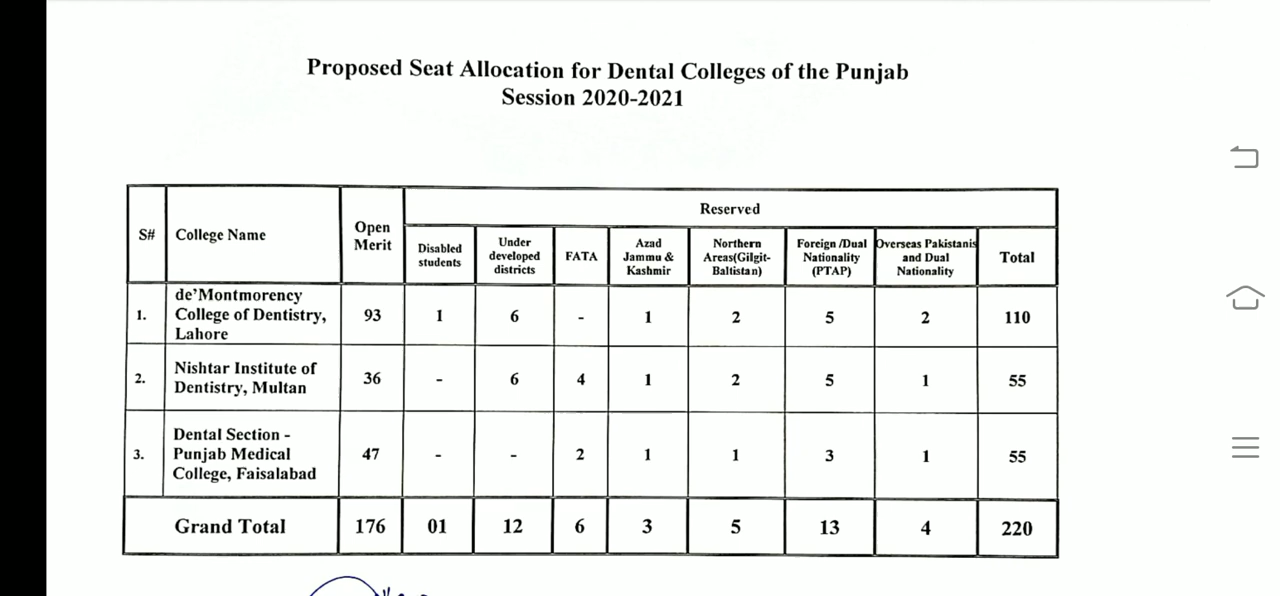 Proposed Seat Allocation for Dental Colleges of the Punjab
Session 2020-2021
S#
College Name
Open
Merit
Reserved
Disabled
students
Under
developed
districts
FATA
Azad
Jammu &
Kashmir
Northern
Areas(Gilgit-
Baltistan)
Foreign /Dual
Nationality
(PTAP)
Overseas Pakistanis
and Dual
Nationality
Total
1.
de'Montmorency
College of Dentistry,
Lahore
93
1
6
-
1
2
5
2
110
2.
Nishtar Institute of
Dentistry, Multan
36
-
6
4
1
2
5
1
55
3.
Dental Section -
Punjab Medical
College, Faisalabad
47
-
-
2
1
1
3
1
55
Grand Total
176
01
12
6
3
5
13
4
220